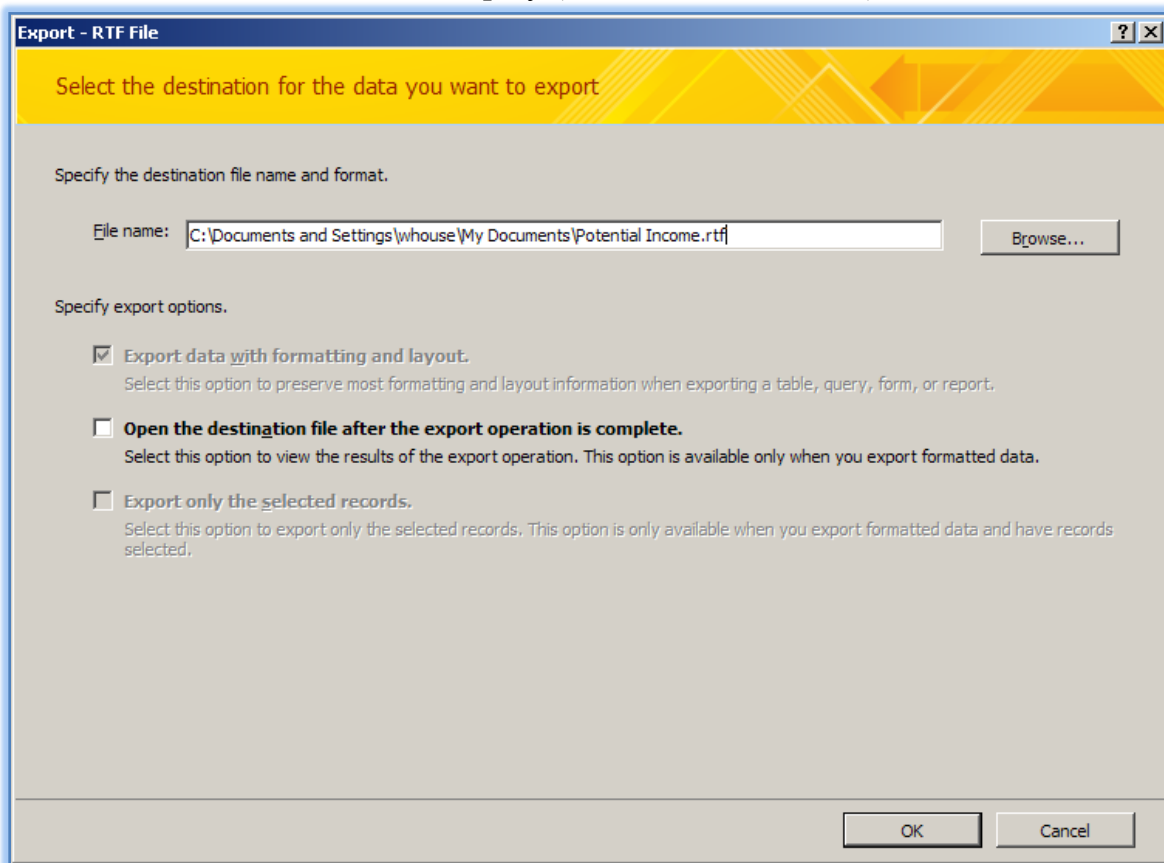 Export - RTF File
Select the destination for the data you want to export
Specify the destination file name and format.
File name: C:\Documents and Settings\whouse\My Documents\Potential Income.rtf
Browse...
Specify export options.
Export data with formatting and layout.
Select this option to preserve most formatting and layout information when exporting a table, query, form, or report.
Open the destination file after the export operation is complete.
Select this option to view the results of the export operation. This option is available only when you export formatted data.
Export only the selected records.
Select this option to export only the selected records. This option is only available when you export formatted data and have records
selected.
OK
Cancel